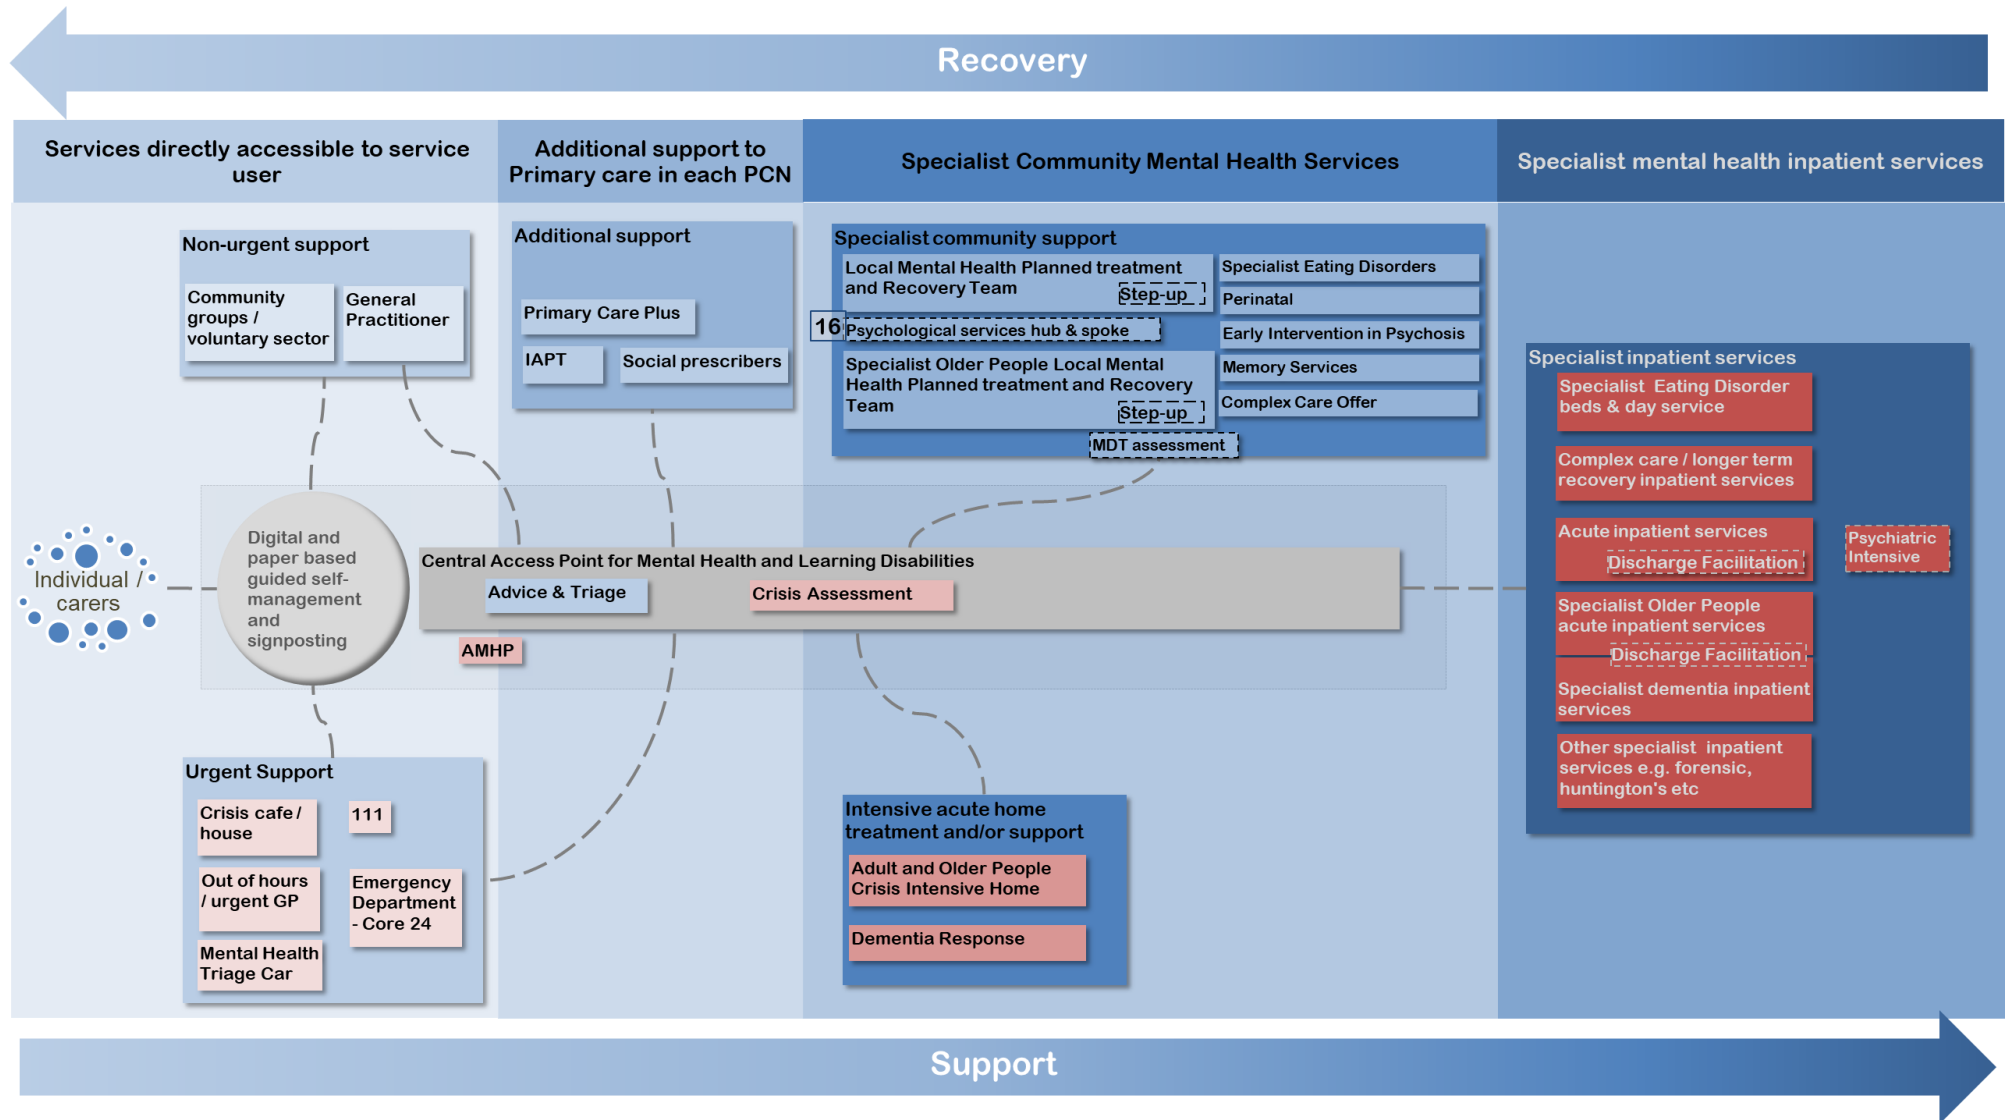 Recovery
Services directly accessible to service
user
Additional support to
Primary care in each PCN
Specialist Community Mental Health Services
Specialist mental health inpatient services
Non-urgent support
Community
groups /
voluntary sector
General
Practitioner
Additional support
Primary Care Plus
IAPT
Social prescribers
Specialist community support
Local Mental Health Planned treatment
and Recovery Team
Step-up
16
Psychological services hub & spoke
Specialist Older People Local Mental
Health Planned treatment and Recovery
Team
Step-up
MDT assessment
Specialist Eating Disorders
Perinatal
Early Intervention in Psychosis
Memory Services
Complex Care Offer
Specialist inpatient services
Specialist Eating Disorder
beds & day service
Complex care / longer term
recovery inpatient services
Acute inpatient services
Discharge Facilitation
Psychiatric
Intensive
Specialist Older People
acute inpatient services
Discharge Facilitation
Specialist dementia inpatient
services
Other specialist inpatient
services e.g. forensic,
huntington's etc
Individual /
carers
Digital and
paper based
guided self-
management
and
signposting
Central Access Point for Mental Health and Learning Disabilities
Advice & Triage
Crisis Assessment
AMHP
Urgent Support
Crisis cafe /
house
111
Out of hours
/ urgent GP
Emergency
Department
- Core 24
Mental Health
Triage Car
Intensive acute home
treatment and/or support
Adult and Older People
Crisis Intensive Home
Dementia Response
Support